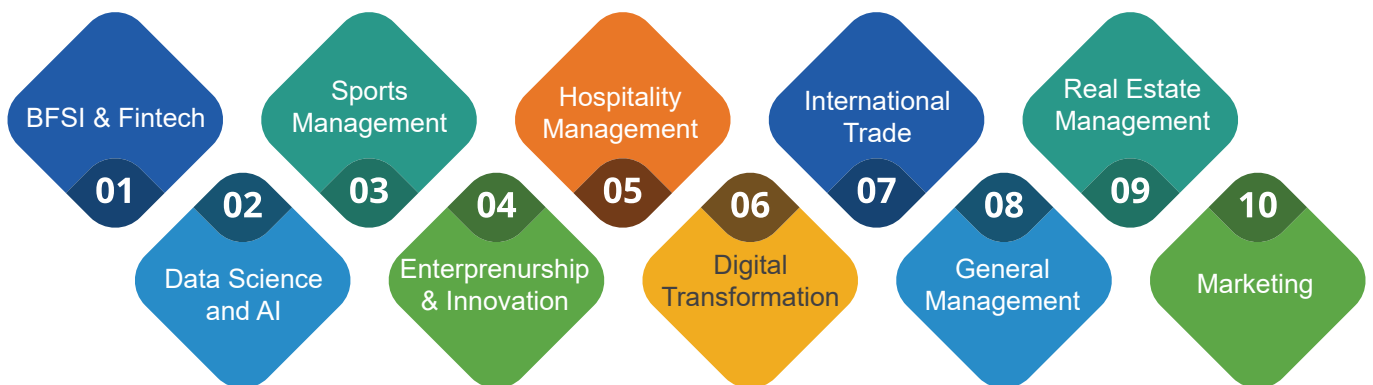 BFSI & Fintech
01
02
Data Science
and AI
Sports
Management
03
04
Enterprenurship
& Innovation
Hospitality
Management
05
06
Digital
Transformation
International
Trade
07
08
General
Management
Real Estate
Management
09
10
Marketing